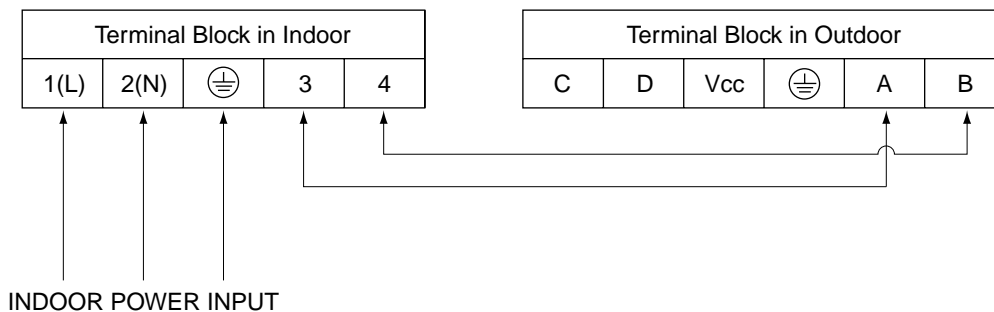 Terminal Block in Indoor
1(L) 2(N) 3 4
Terminal Block in Outdoor
C D Vcc A B
INDOOR POWER INPUT